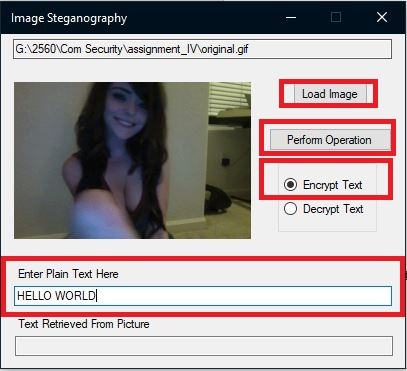 Image Steganography
G:\2560\Com Security\assignment_IV\original.gif
Load Image
Perform Operation
Encrypt Text
Decrypt Text
Enter Plain Text Here
HELLO WORLD
Text Retrieved From Picture